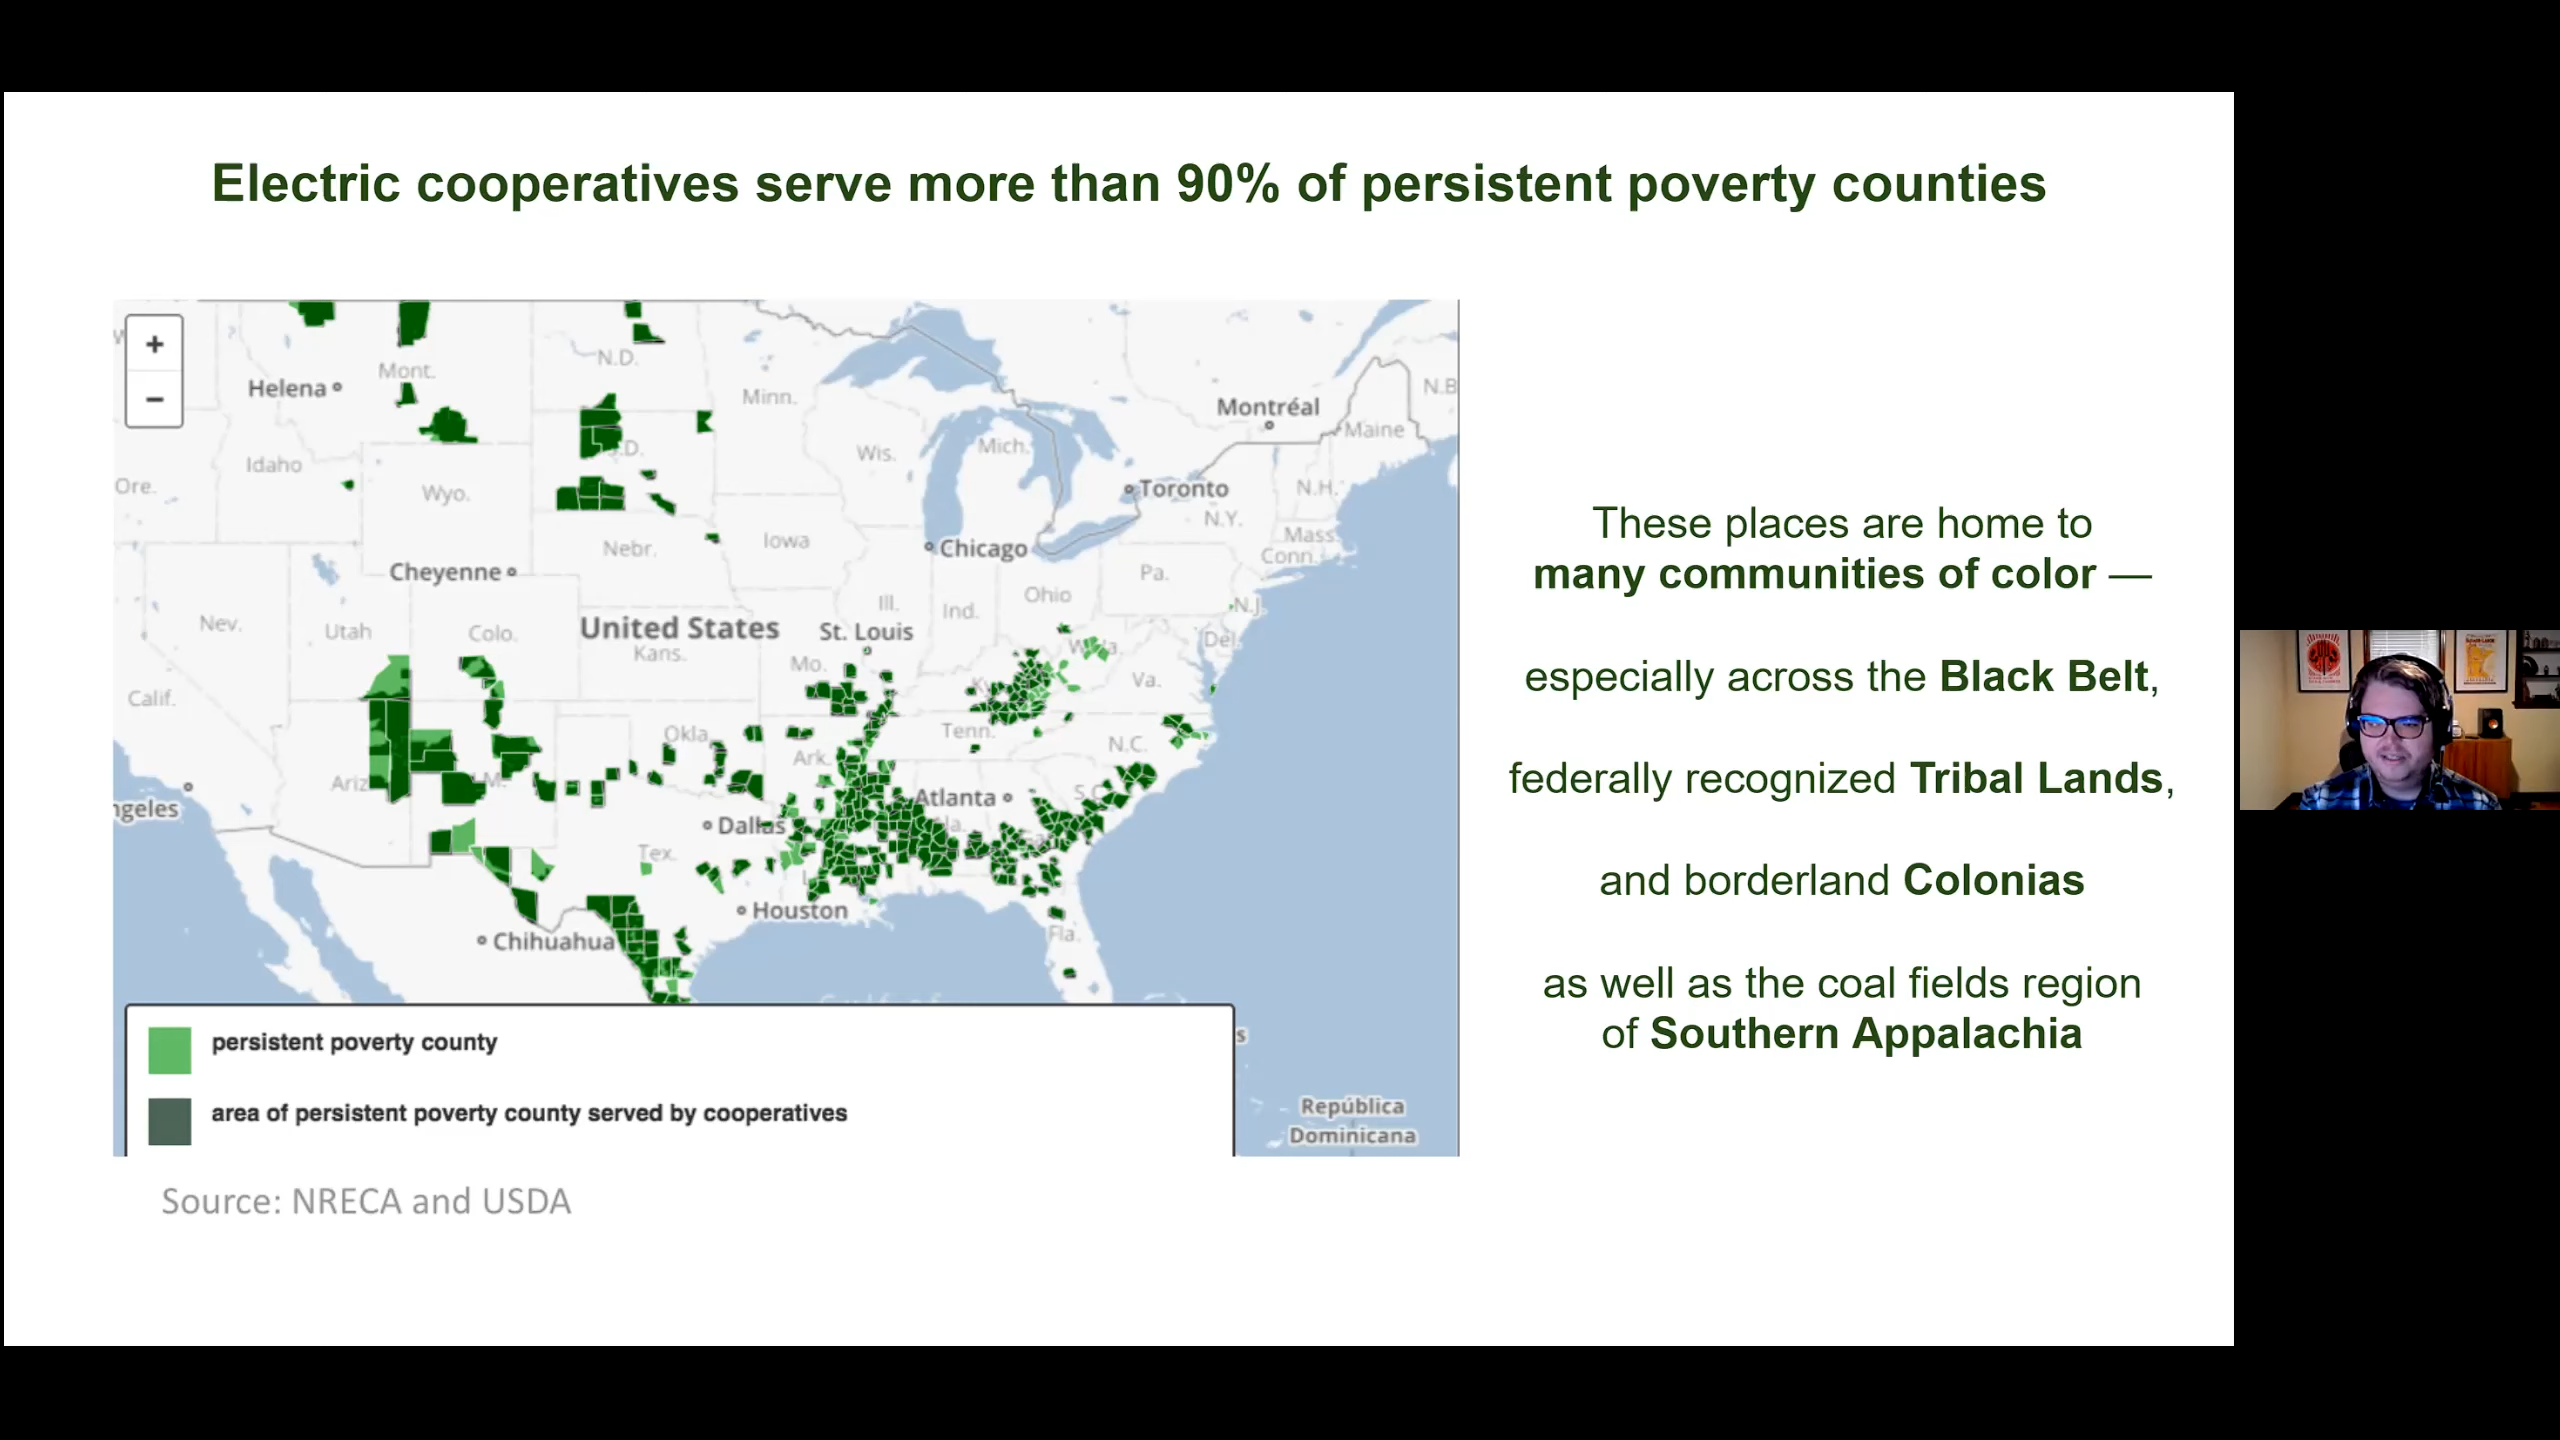 Electric cooperatives serve more than 90% of persistent poverty counties
+
−
Helena
Mont.
N.D.
Minn.
Montréal
N.B
Maine
Idaho
Ore.
Wyo.
Wis.
Mich.
Toronto
N.H.
N.Y.
Mass.
Conn.
Nebr.
Iowa
Chicago
Cheyenne
Pa.
Ohio
Ill.
Ind.
N.J.
Nev.
Utah
Colo.
United States
St. Louis
Kans.
Mo.
Del.
Va.
Calif.
Okla.
Tenn.
N.C.
Ark.
Ariz
Atlanta
S.C
ngeles
Dallas
Tex.
Houston
Chihuahua
Fla.
República
Dominicana
persistent poverty county
area of persistent poverty county served by cooperatives
Source: NRECA and USDA
These places are home to
many communities of color —
especially across the Black Belt,
federally recognized Tribal Lands,
and borderland Colonias
as well as the coal fields region
of Southern Appalachia